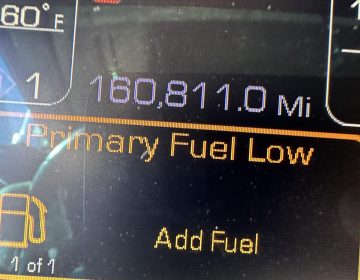 60°F
1
160,811.0 Mi
Primary Fuel Low
Add Fuel
1 of 1